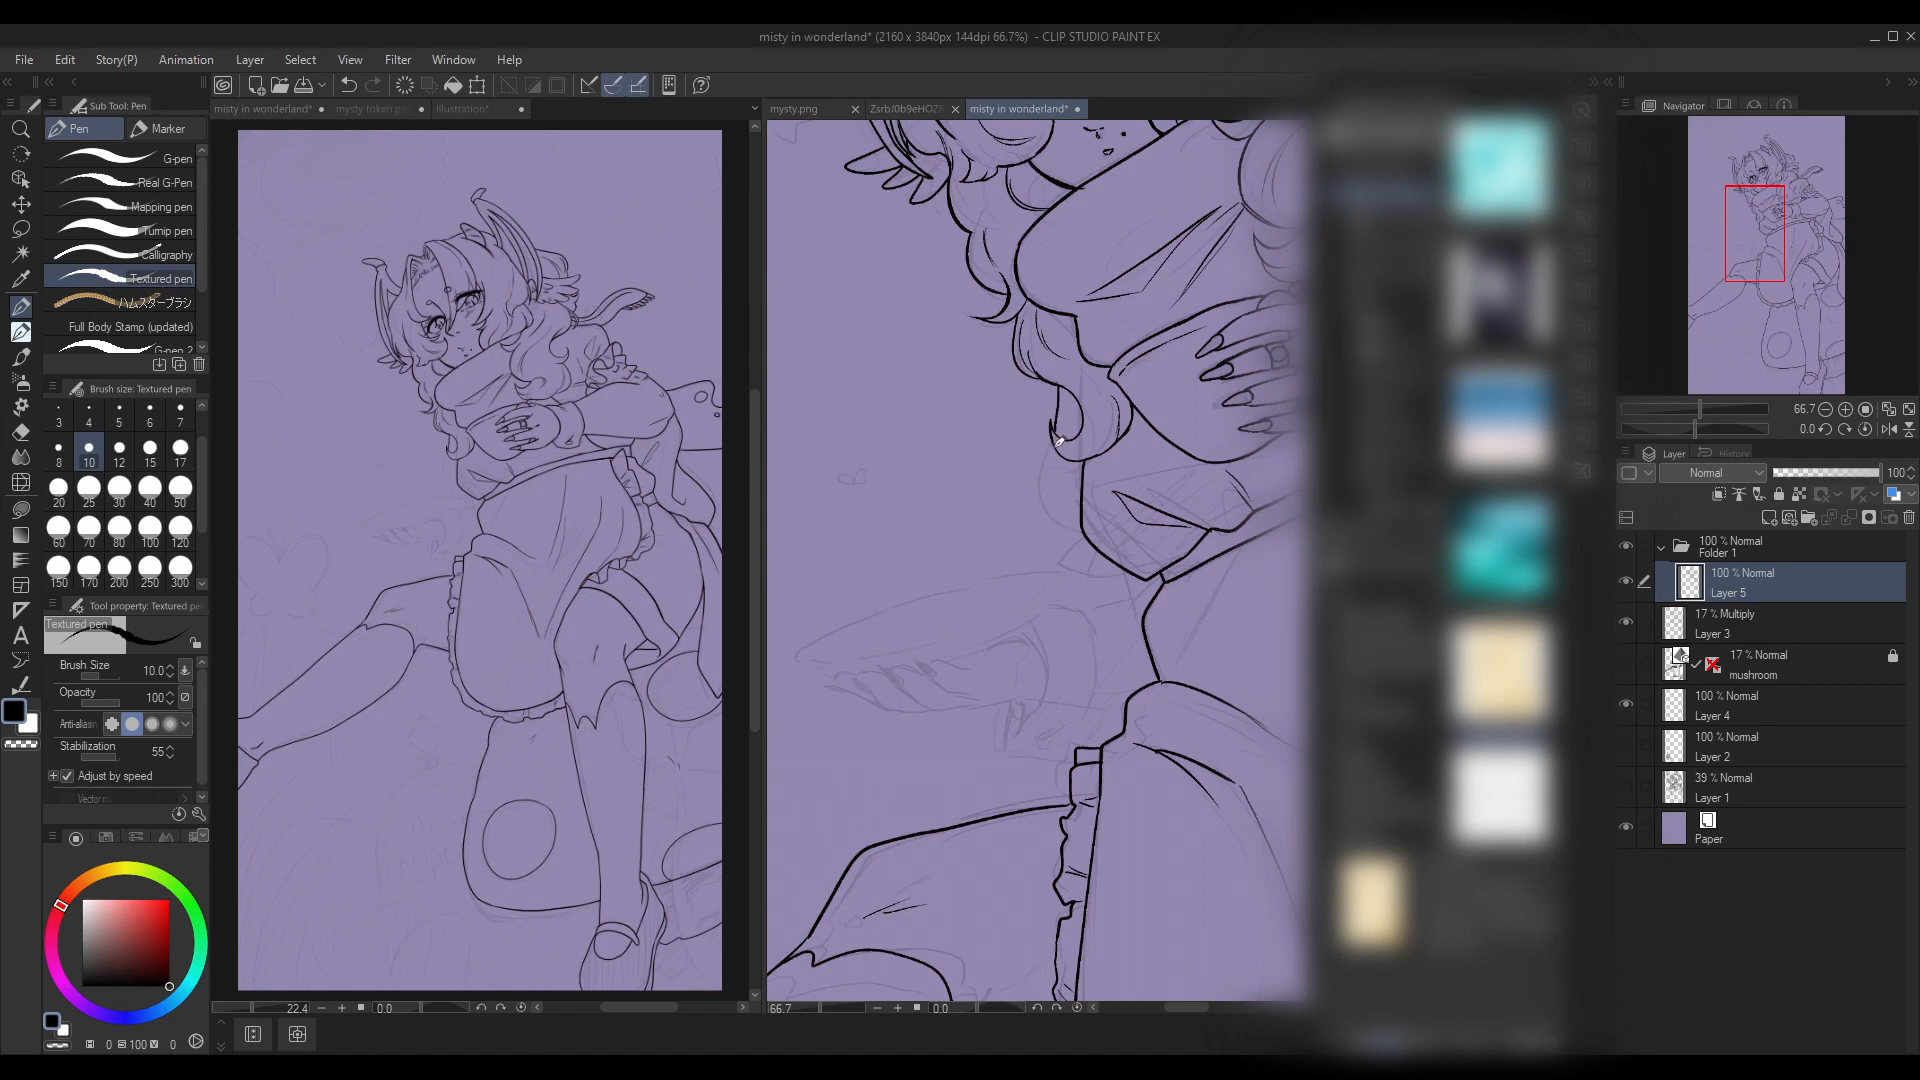 misty in wonderland* (2160 x 3840px 144dpi 66.7%) - CLIP STUDIO PAINT EX
File Edit Story(P) Animation Layer Select View Filter Window Help
Sub Tool: Pen
misty in wonderland*
mysty token.pn
Illustration*
mysty.png
misty in wonderland*
Navigator
Pen Marker
G-pen
Real G-Pen
Mapping pen
Turnip pen
Calligraphy
Textured pen
ハムスターブラシ
Full Body Stamp (updated)
G-pen 2
Brush size: Textured pen
3 4 5 6 7
8 10 12 15 17
20 25 30 40 50
60 70 80 100 120
150 170 200 250 300
Tool property: Textured pen
Textured pen
Brush Size 10.0
Opacity 100
Anti-aliasing
Stabilization 55
Adjust by speed
0 100 0
22.4 0.0
66.7 0.0
66.7
0.0
Layer History
Normal 100
100 % Normal
Folder 1
100 % Normal
Layer 5
17 % Multiply
Layer 3
17 % Normal
mushroom
100 % Normal
Layer 4
100 % Normal
Layer 2
39 % Normal
Layer 1
Paper